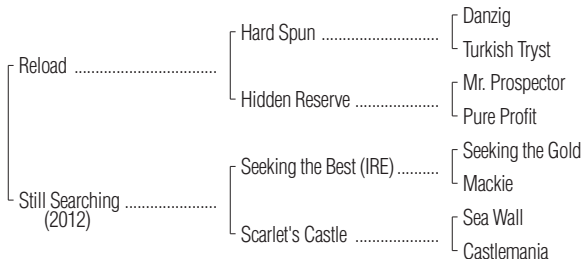 Reload
Still Searching
(2012)
Hard Spun
Hidden Reserve
Seeking the Best (IRE)
Scarlet's Castle
Danzig
Turkish Tryst
Mr. Prospector
Pure Profit
Seeking the Gold
Mackie
Sea Wall
Castlemania